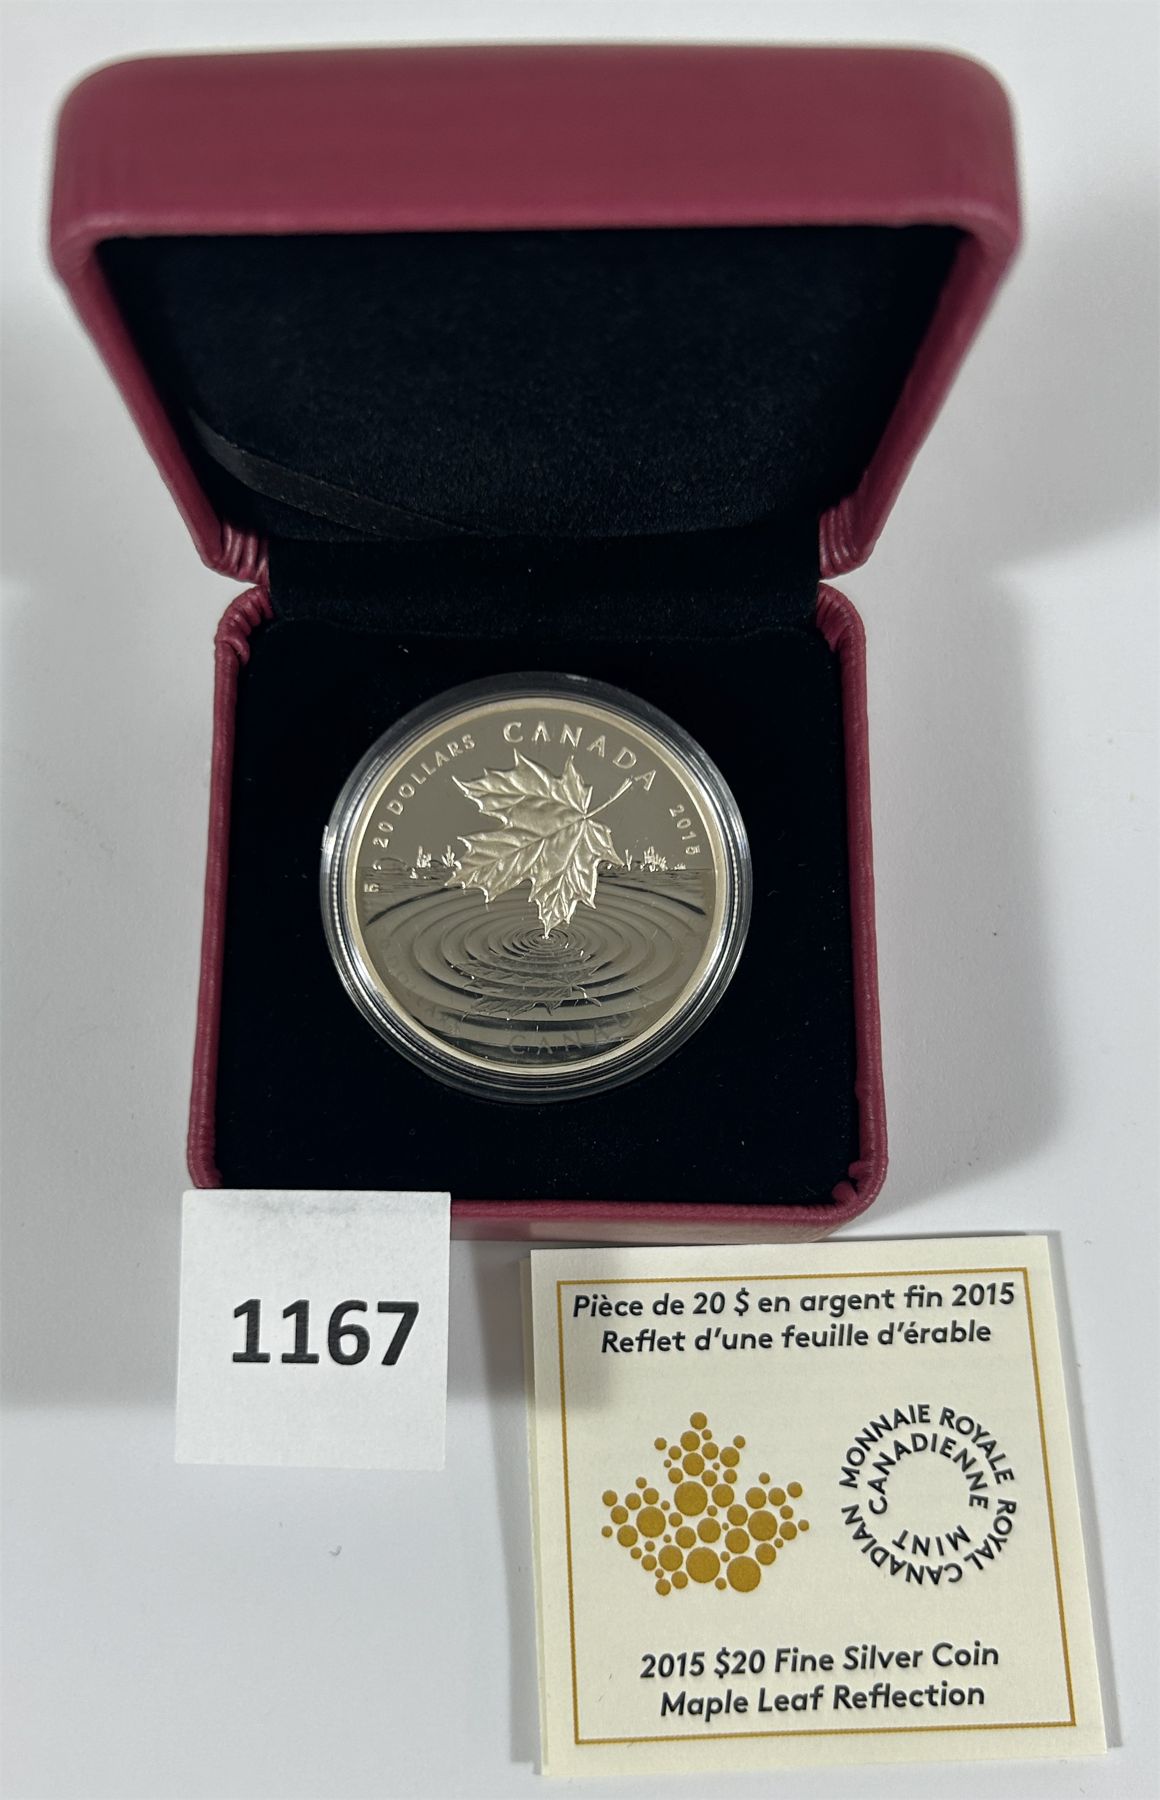 20 DOLLARS CANADA 2015
CANADA
1167
Pièce de 20 $ en argent fin 2015
Reflet d'une feuille d'érable
MONNAIE ROYALE CANADIENNE
ROYAL CANADIAN MINT
2015 $20 Fine Silver Coin
Maple Leaf Reflection